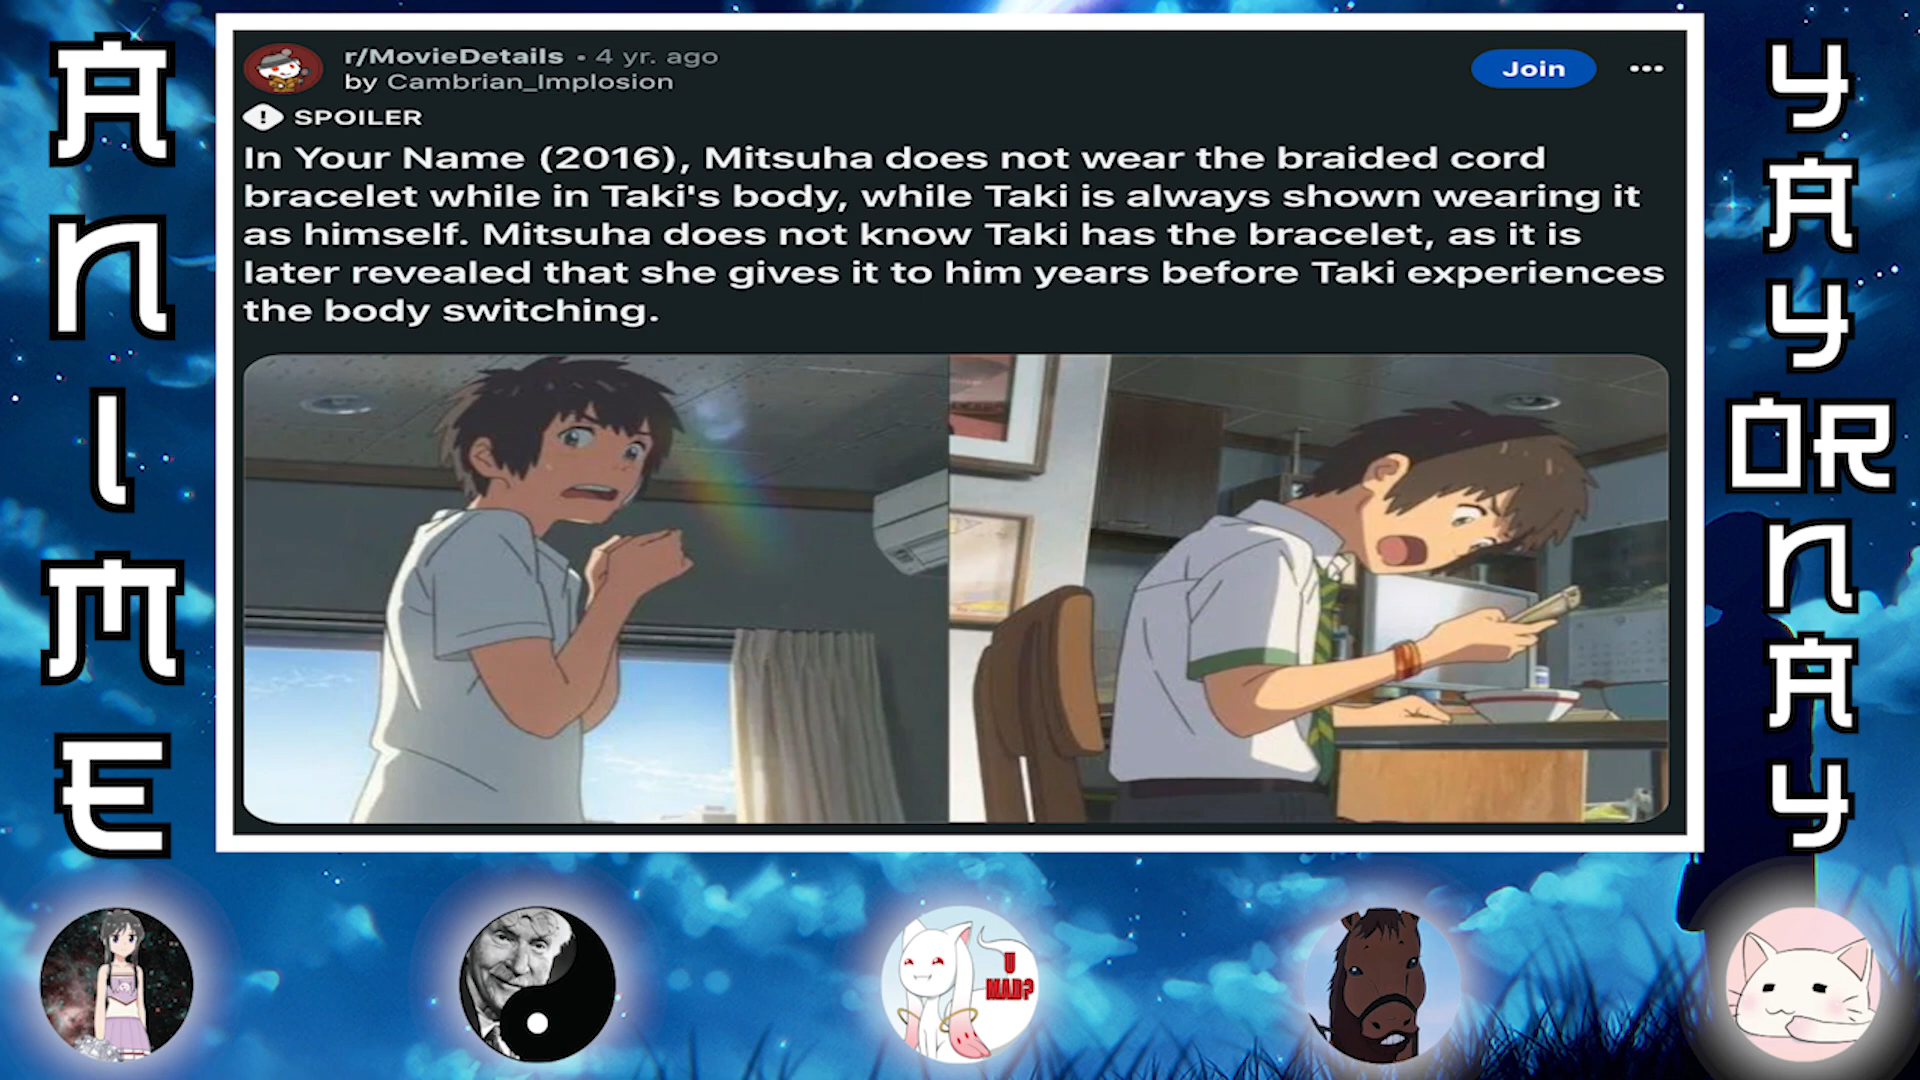 ANIME
r/MovieDetails • 4 yr. ago
by Cambrian_Implosion
Join
SPOILER
In Your Name (2016), Mitsuha does not wear the braided cord
bracelet while in Taki's body, while Taki is always shown wearing it
as himself. Mitsuha does not know Taki has the bracelet, as it is
later revealed that she gives it to him years before Taki experiences
the body switching.
YAY OR NAY
U
MAD?